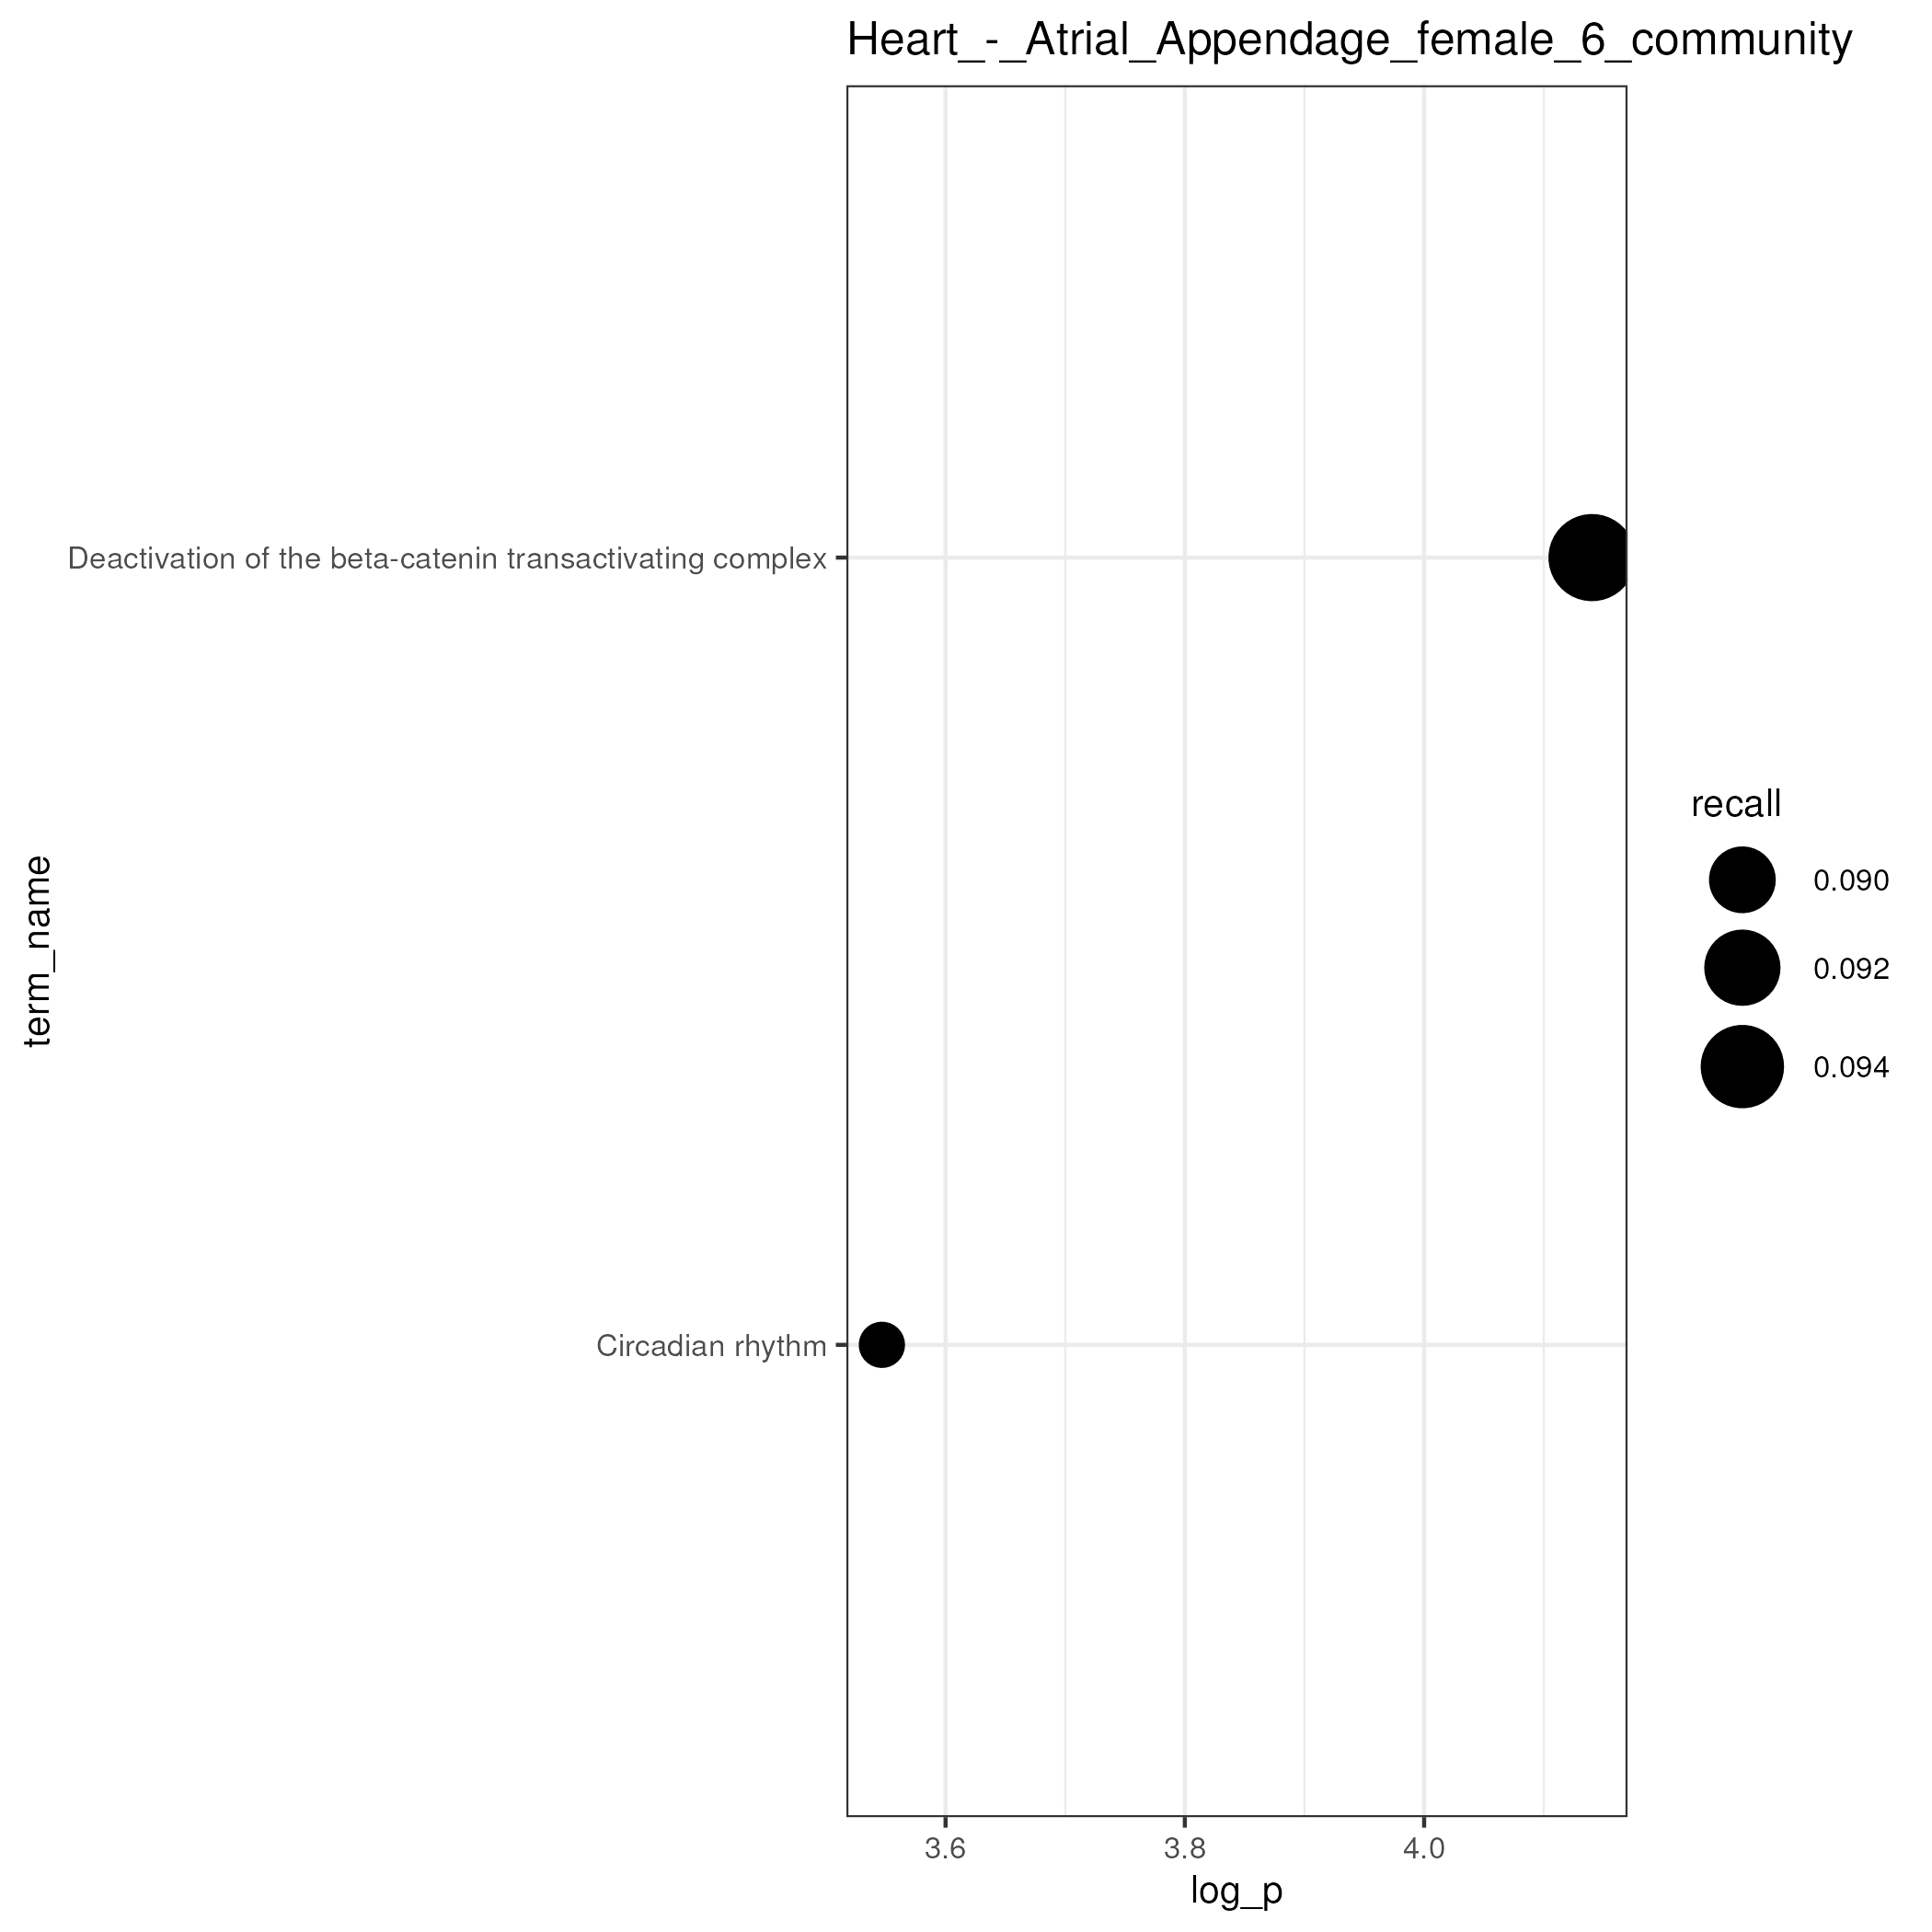 Heart_-_Atrial_Appendage_female_6_community
Deactivation of the beta-catenin transactivating complex
Circadian rhythm
term_name
3.6 3.8 4.0
log_p
recall
0.090
0.092
0.094